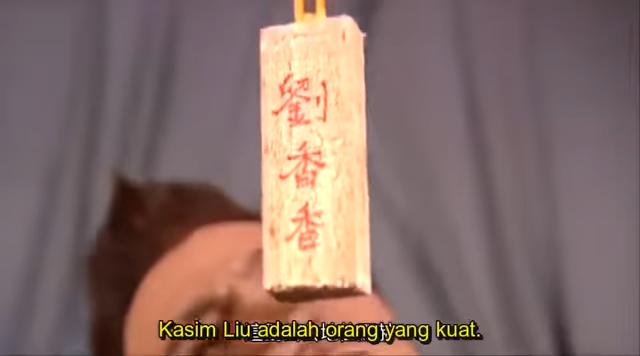 劉
香
香
Kasim Liu adalah orang yang kuat.